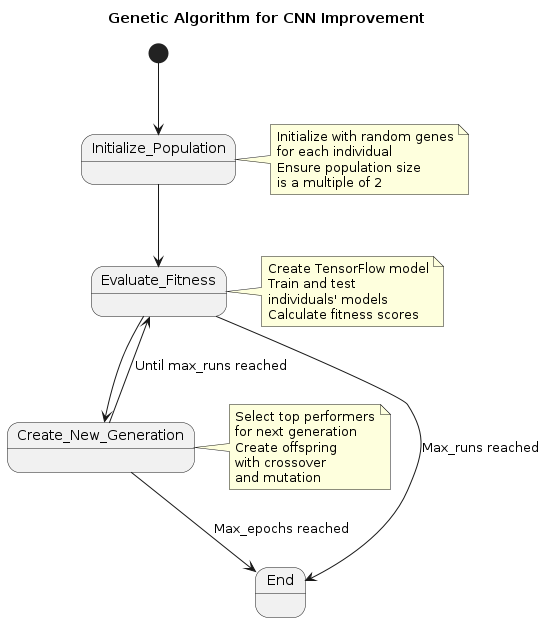 Genetic Algorithm for CNN Improvement
Initialize_Population
Initialize with random genes
for each individual
Ensure population size
is a multiple of 2
Evaluate_Fitness
Create TensorFlow model
Train and test
individuals' models
Calculate fitness scores
Until max_runs reached
Create_New_Generation
Select top performers
for next generation
Create offspring
with crossover
and mutation
Max_runs reached
Max_epochs reached
End